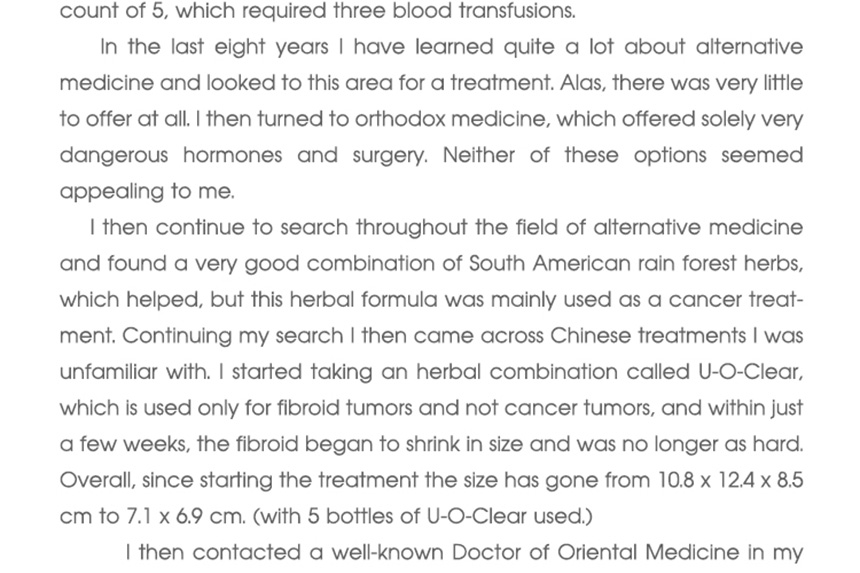 count of 5, which required three blood transfusions.
In the last eight years I have learned quite a lot about alternative
medicine and looked to this area for a treatment. Alas, there was very little
to offer at all. I then turned to orthodox medicine, which offered solely very
dangerous hormones and surgery. Neither of these options seemed
appealing to me.
I then continue to search throughout the field of alternative medicine
and found a very good combination of South American rain forest herbs,
which helped, but this herbal formula was mainly used as a cancer treat-
ment. Continuing my search I then came across Chinese treatments I was
unfamiliar with. I started taking an herbal combination called U-O-Clear,
which is used only for fibroid tumors and not cancer tumors, and within just
a few weeks, the fibroid began to shrink in size and was no longer as hard.
Overall, since starting the treatment the size has gone from 10.8 x 12.4 x 8.5
cm to 7.1 x 6.9 cm. (with 5 bottles of U-O-Clear used.)
I then contacted a well-known Doctor of Oriental Medicine in my